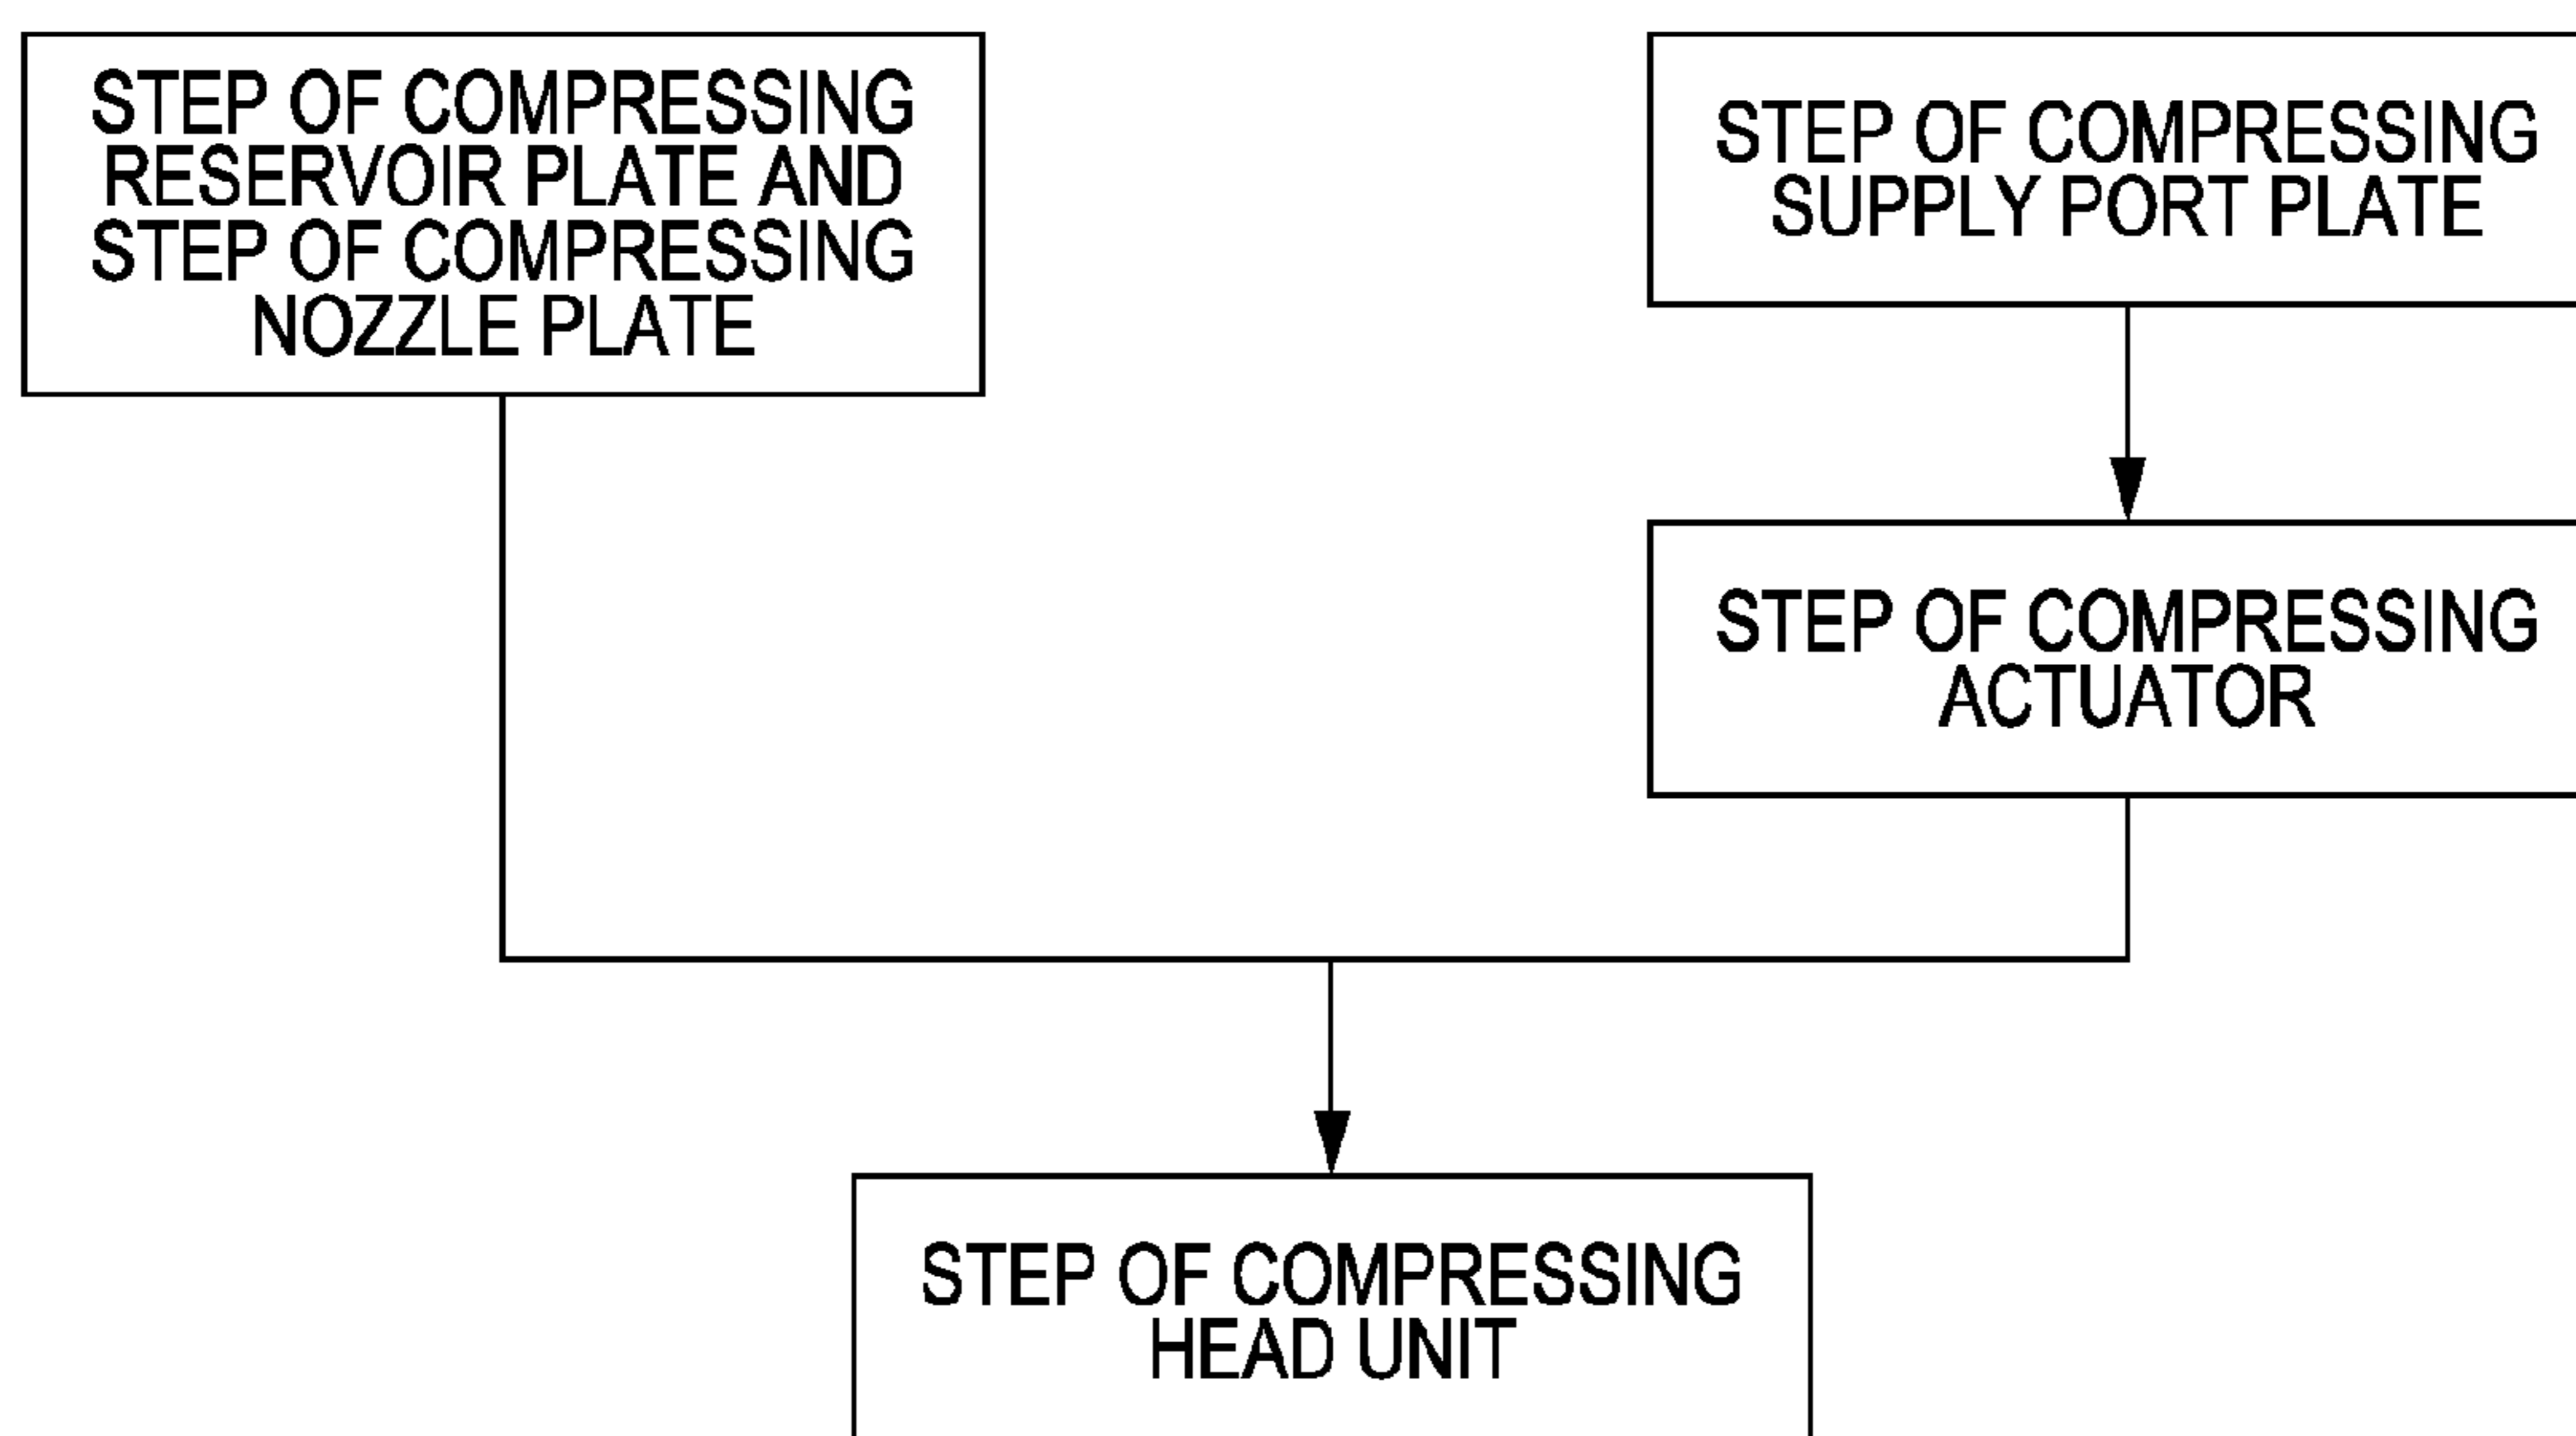 STEP OF COMPRESSING
RESERVOIR PLATE AND
STEP OF COMPRESSING
NOZZLE PLATE
STEP OF COMPRESSING
SUPPLY PORT PLATE
STEP OF COMPRESSING
ACTUATOR
STEP OF COMPRESSING
HEAD UNIT